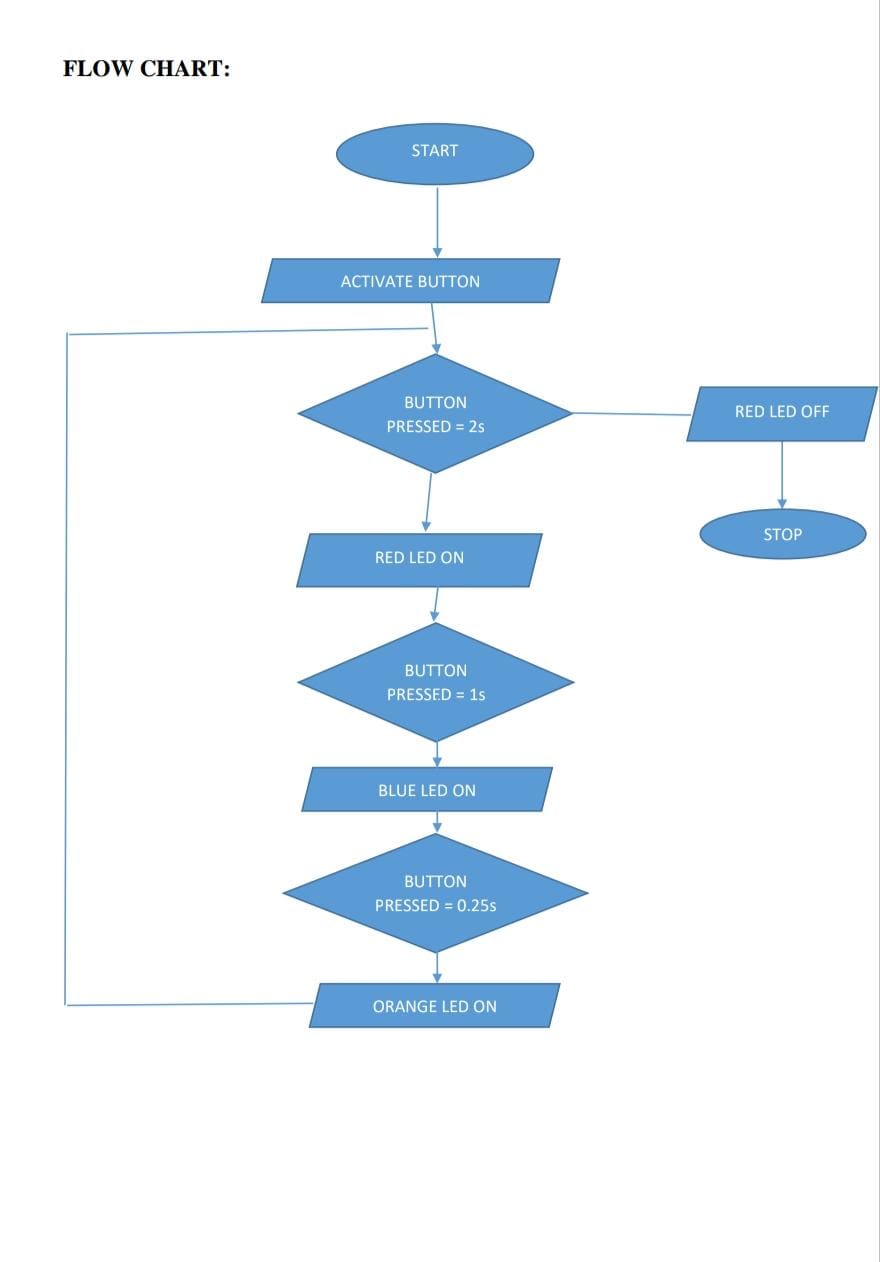 FLOW CHART:
START
ACTIVATE BUTTON
BUTTON
PRESSED = 2s
RED LED OFF
STOP
RED LED ON
BUTTON
PRESSED = 1s
BLUE LED ON
BUTTON
PRESSED = 0.25s
ORANGE LED ON